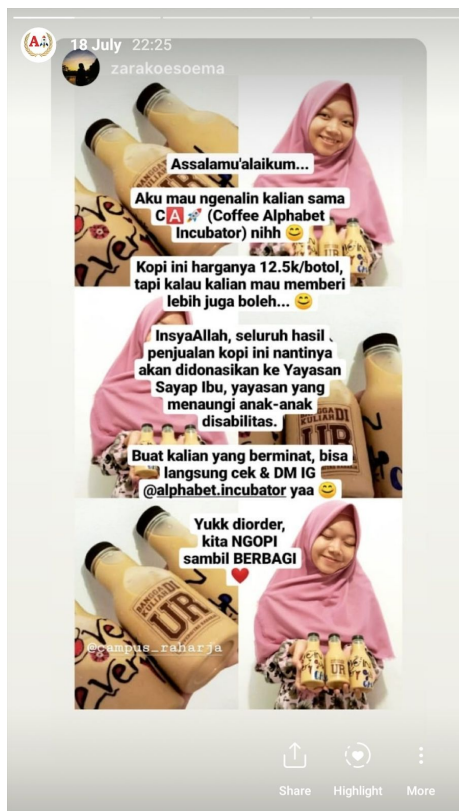 18 July 22:25
zarakoesoema
Assalamu'alaikum...
Aku mau ngenalin kalian sama
C🅰️🚀 (Coffee Alphabet
Incubator) nihh 😊
Kopi ini harganya 12.5k/botol,
tapi kalau kalian mau memberi
lebih juga boleh... 😊
InsyaAllah, seluruh hasil
penjualan kopi ini nantinya
akan didonasikan ke Yayasan
Sayap Ibu, yayasan yang
menaungi anak-anak
disabilitas.
Buat kalian yang berminat, bisa
langsung cek & DM IG
@alphabet.incubator yaa 😊
Yukk diorder,
kita NGOPI
sambil BERBAGI
❤️
BANGGA
KULIAH DI
UR
@campus_raharja
Share Highlight More